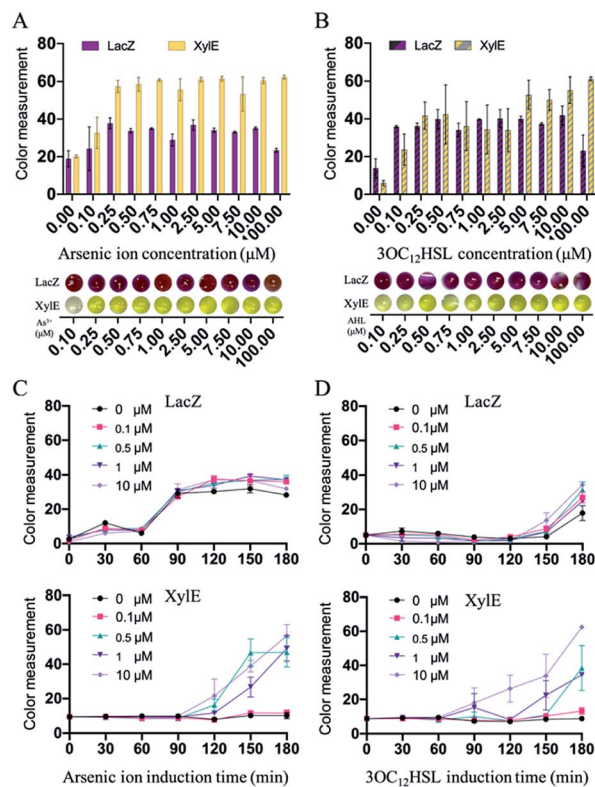 A
LacZ XylE
Color measurement
80
60
40
20
0
0.00 0.10 0.25 0.50 0.75 1.00 2.50 5.00 7.50 10.00 100.00
Arsenic ion concentration (μM)
LacZ
XylE
As³⁺
(μM)
0.10 0.25 0.50 0.75 1.00 2.50 5.00 7.50 10.00 100.00
B
LacZ XylE
Color measurement
80
60
40
20
0
0.00 0.10 0.25 0.50 0.75 1.00 2.50 5.00 7.50 10.00 100.00
3OC₁₂HSL concentration (μM)
LacZ
XylE
AHL
(μM)
0.10 0.25 0.50 0.75 1.00 2.50 5.00 7.50 10.00 100.00
C
LacZ
Color measurement
80
60
40
20
0
0 μM
0.1μM
0.5 μM
1 μM
10 μM
0 30 60 90 120 150 180
XylE
Color measurement
80
60
40
20
0
0 μM
0.1μM
0.5 μM
1 μM
10 μM
0 30 60 90 120 150 180
Arsenic ion induction time (min)
D
LacZ
Color measurement
80
60
40
20
0
0 μM
0.1μM
0.5 μM
1 μM
10 μM
0 30 60 90 120 150 180
XylE
Color measurement
80
60
40
20
0
0 μM
0.1μM
0.5 μM
1 μM
10 μM
0 30 60 90 120 150 180
3OC₁₂HSL induction time (min)